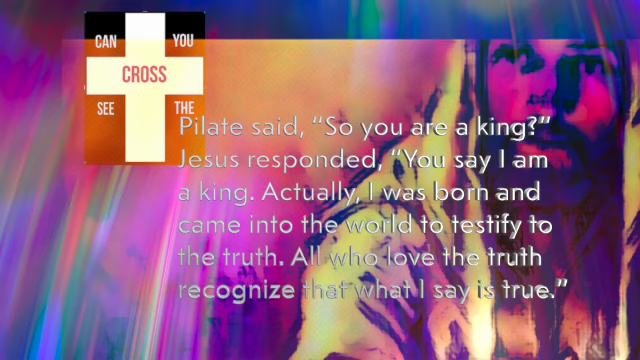 CAN YOU
CROSS
SEE THE
Pilate said, “So you are a king?”
Jesus responded, “You say I am
a king. Actually, I was born and
came into the world to testify to
the truth. All who love the truth
recognize that what I say is true.”